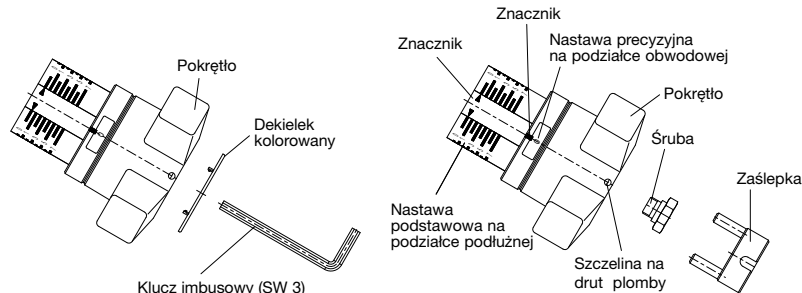 Pokrętło
Dekielek
kolorowany
Klucz imbusowy (SW 3)
Znacznik
Znacznik
Nastawa precyzyjna
na podziałce obwodowej
Pokrętło
Śruba
Zaślepka
Nastawa
podstawowa na
podziałce podłużnej
Szczelina na
drut plomby